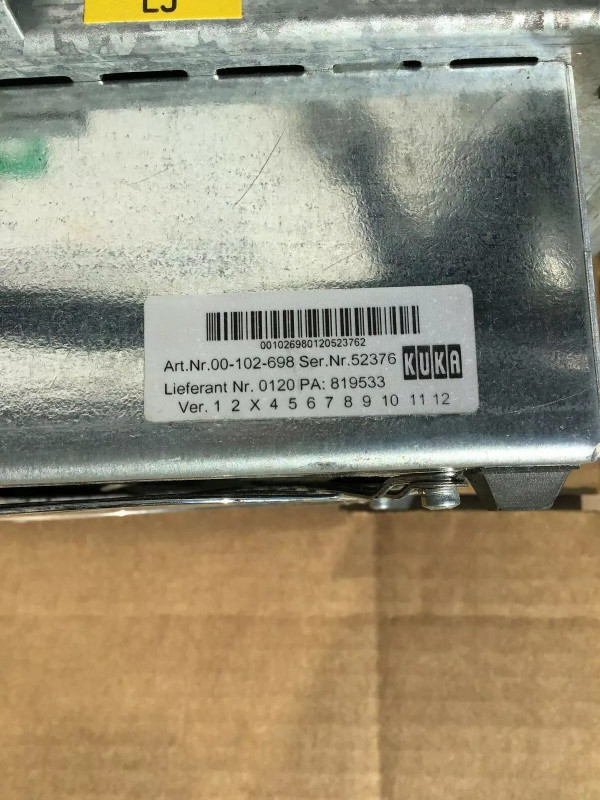 001026980120523762
Art.Nr.00-102-698 Ser.Nr.52376 KUKA
Lieferant Nr. 0120 PA: 819533
Ver. 1 2 X 4 5 6 7 8 9 10 11 12